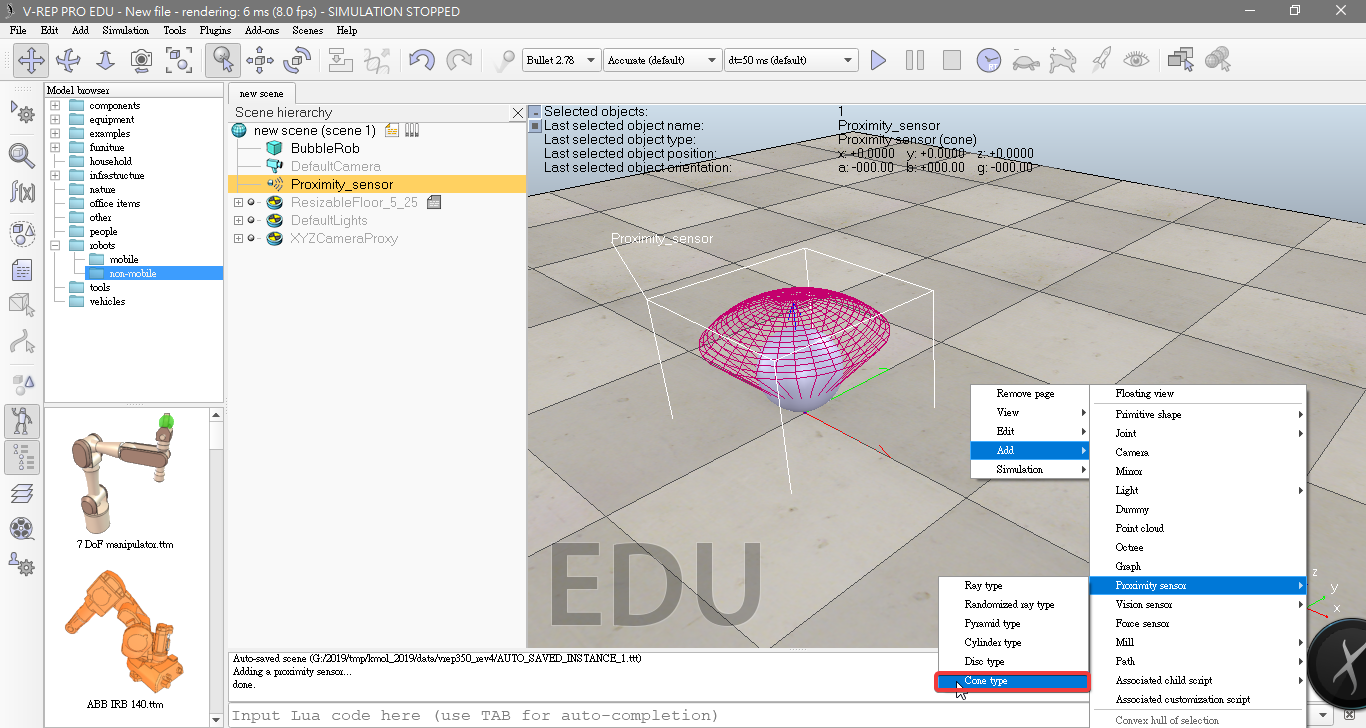 V-REP PRO EDU - New file - rendering: 6 ms (8.0 fps) - SIMULATION STOPPED
File Edit Add Simulation Tools Plugins Add-ons Scenes Help
Bullet 2.78 Accurate (default) dt=50 ms (default)
Model browser
components
equipment
examples
furniture
household
infrastructure
nature
office items
other
people
robots
mobile
non-mobile
tools
vehicles
7 DoF manipulator.ttm
ABB IRB 140.ttm
new scene
Scene hierarchy
new scene (scene 1)
BubbleRob
DefaultCamera
Proximity_sensor
ResizableFloor_5_25
DefaultLights
XYZCameraProxy
Selected objects: 1
Last selected object name: Proximity_sensor
Last selected object type: Proximity sensor (cone)
Last selected object position: x: +0.0000 y: +0.0000 z: +0.0000
Last selected object orientation: a: -000.00 b: +000.00 g: -000.00
Proximity_sensor
EDU
Remove page
View
Edit
Add
Simulation
Floating view
Primitive shape
Joint
Camera
Mirror
Light
Dummy
Point cloud
Octree
Graph
Proximity sensor
Vision sensor
Force sensor
Mill
Path
Associated child script
Associated customization script
Convex hull of selection
Ray type
Randomized ray type
Pyramid type
Cylinder type
Disc type
Cone type
z
y
x
Auto-saved scene (G:/2019/tmp/kmol_2019/data/vrep350_rev4/AUTO_SAVED_INSTANCE_1.ttt)
Adding a proximity sensor...
done.
Input Lua code here (use TAB for auto-completion)